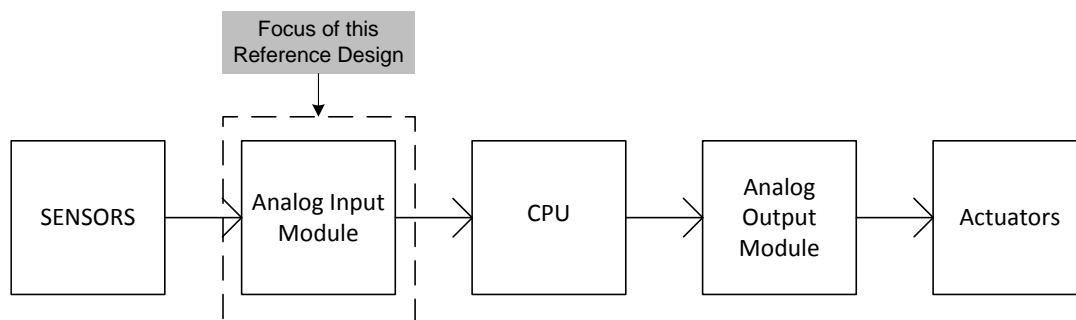 Focus of this
Reference Design
SENSORS
Analog Input
Module
CPU
Analog
Output
Module
Actuators